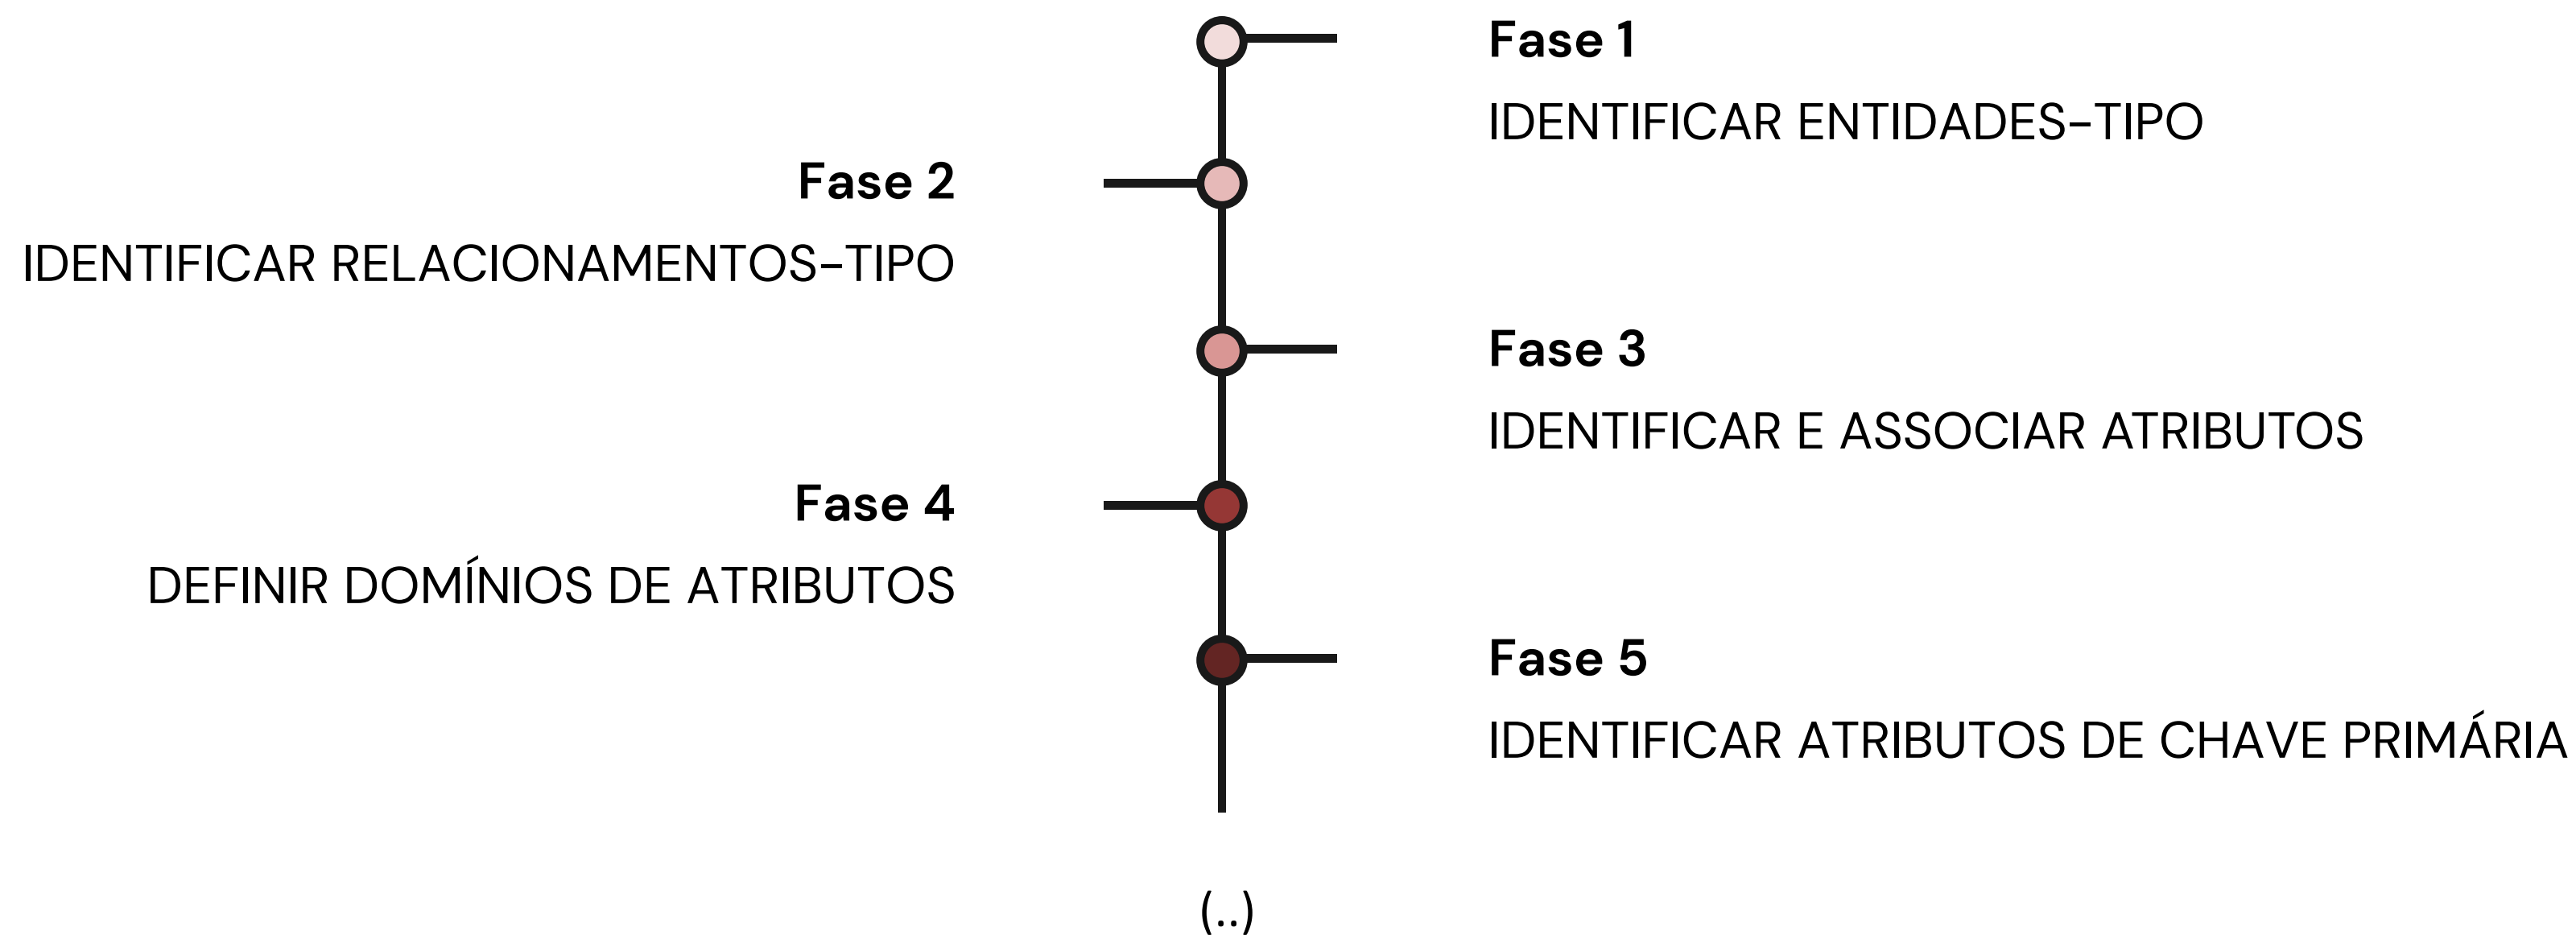 Fase 1
IDENTIFICAR ENTIDADES-TIPO
Fase 2
IDENTIFICAR RELACIONAMENTOS-TIPO
Fase 3
IDENTIFICAR E ASSOCIAR ATRIBUTOS
Fase 4
DEFINIR DOMÍNIOS DE ATRIBUTOS
Fase 5
IDENTIFICAR ATRIBUTOS DE CHAVE PRIMÁRIA
(..)